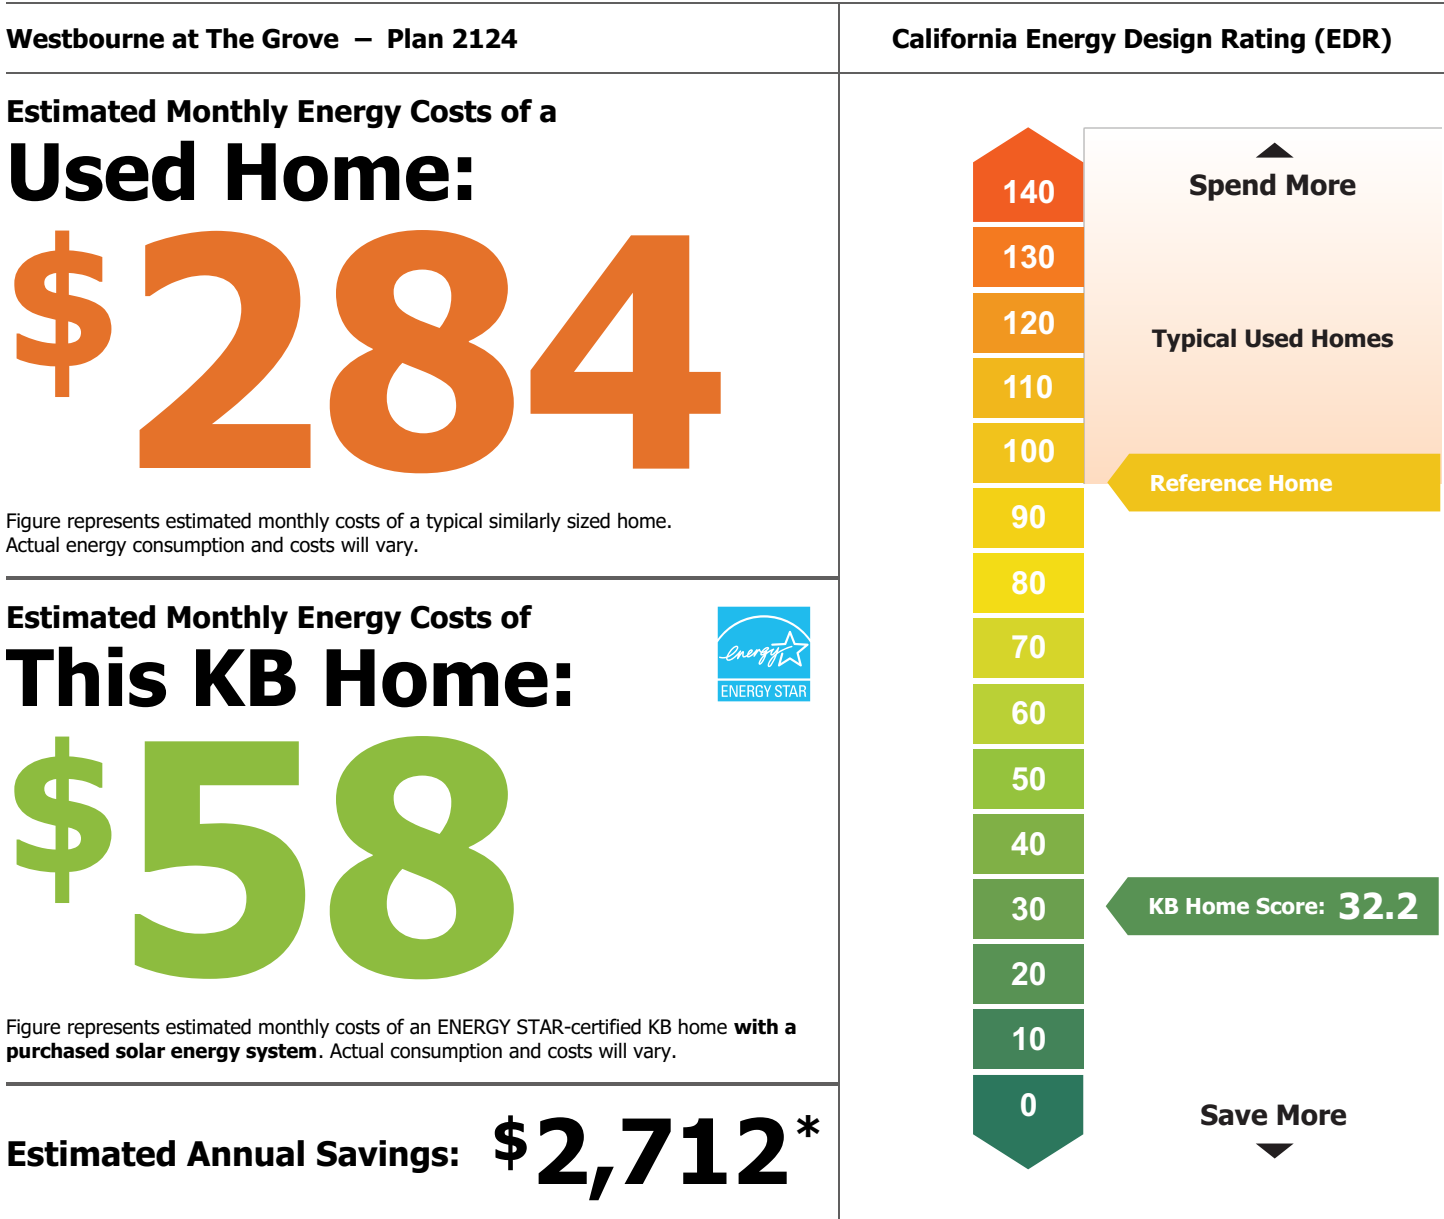 Westbourne at The Grove – Plan 2124
Estimated Monthly Energy Costs of a
Used Home:
$284
Figure represents estimated monthly costs of a typical similarly sized home.
Actual energy consumption and costs will vary.
Estimated Monthly Energy Costs of
This KB Home:
energy
ENERGY STAR
$58
Figure represents estimated monthly costs of an ENERGY STAR-certified KB home with a
purchased solar energy system. Actual consumption and costs will vary.
Estimated Annual Savings: $2,712*
California Energy Design Rating (EDR)
Spend More
140
130
120
Typical Used Homes
110
100
Reference Home
90
80
70
60
50
40
30
KB Home Score: 32.2
20
10
0
Save More